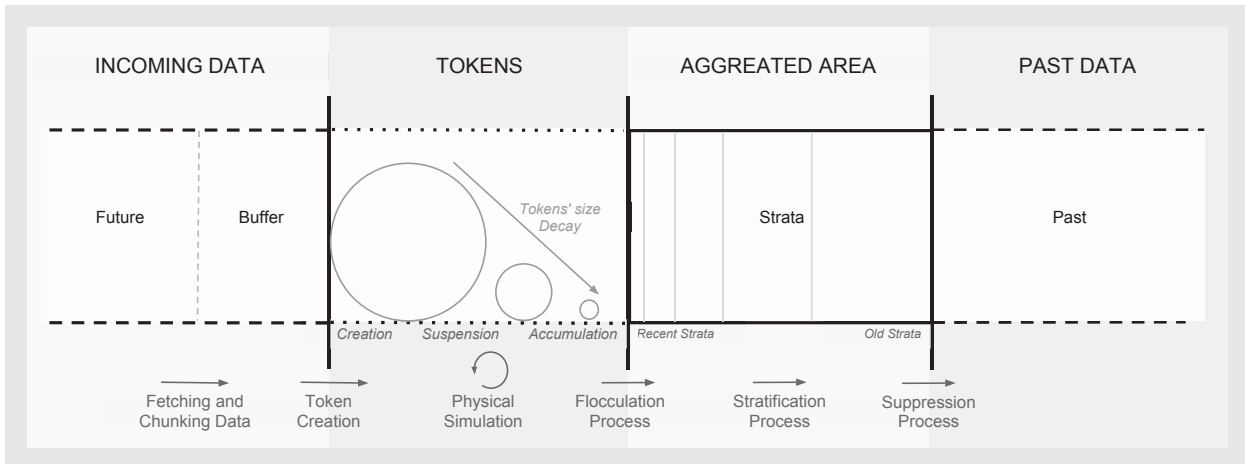 INCOMING DATA
TOKENS
AGGREATED AREA
PAST DATA
Future
Buffer
Tokens' size
Decay
Strata
Past
Creation
Suspension
Accumulation
Recent Strata
Old Strata
Fetching and
Chunking Data
Token
Creation
Physical
Simulation
Flocculation
Process
Stratification
Process
Suppression
Process